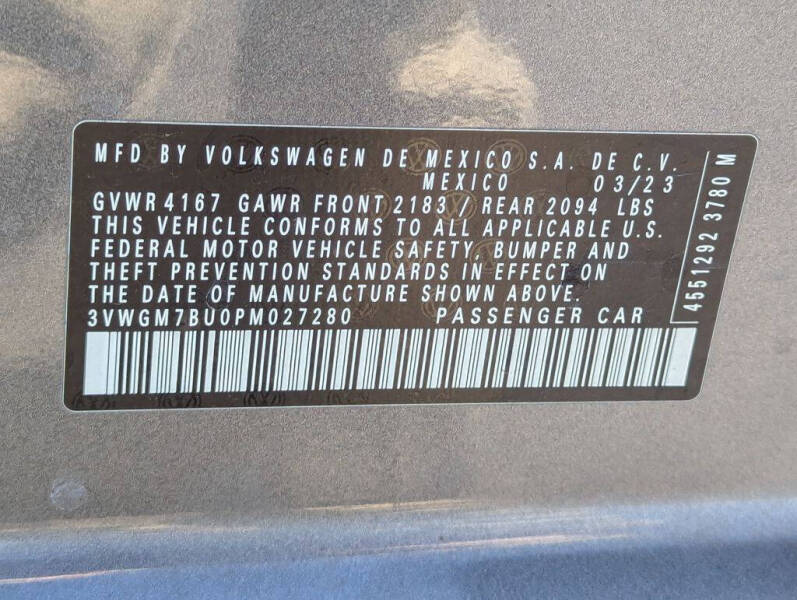 MFD BY VOLKSWAGEN DE MEXICO S.A. DE C.V.
MEXICO 03/23
GVWR 4167 GAWR FRONT 2183 / REAR 2094 LBS
THIS VEHICLE CONFORMS TO ALL APPLICABLE U.S.
FEDERAL MOTOR VEHICLE SAFETY, BUMPER AND
THEFT PREVENTION STANDARDS IN EFFECT ON
THE DATE OF MANUFACTURE SHOWN ABOVE.
3VWGM7BU0PM027280 PASSENGER CAR
4551292 3780 M